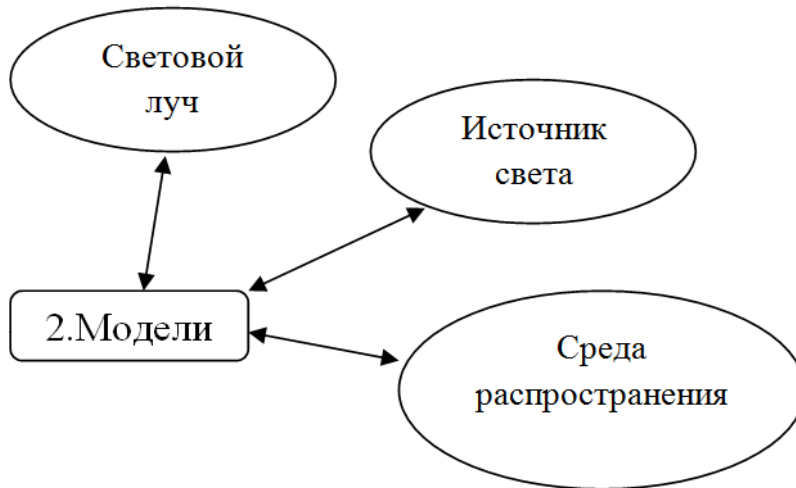 Световой
луч
Источник
света
2.Модели
Среда
распространения